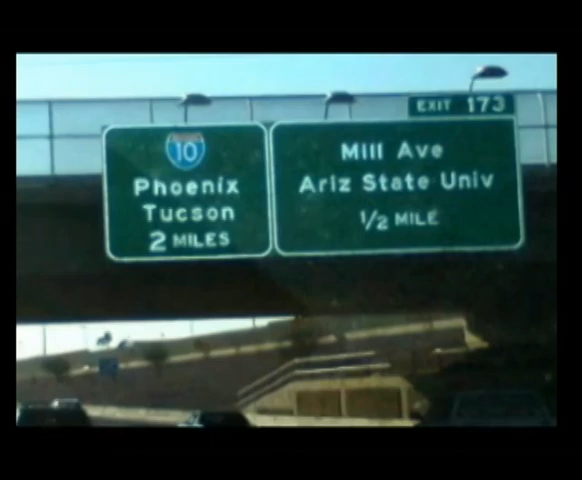 10
Phoenix
Tucson
2 MILES
EXIT 173
Mill Ave
Ariz State Univ
1/2 MILE